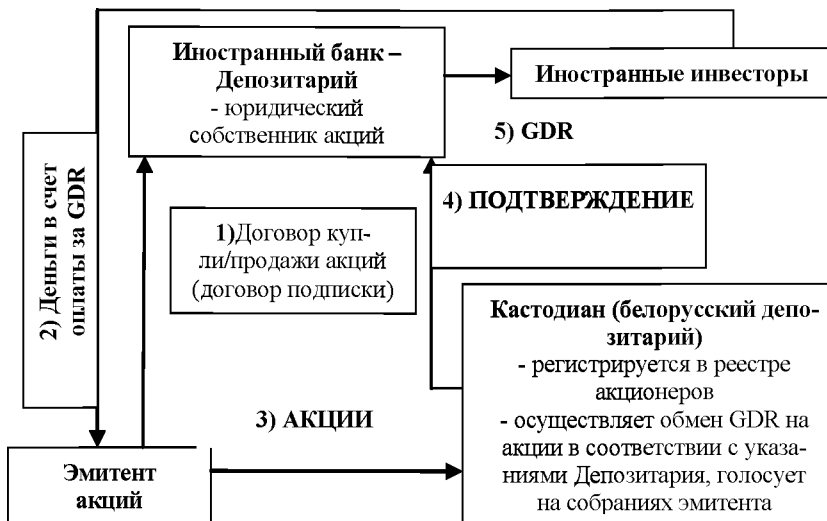 Иностранный банк –
Депозитарий
- юридический
собственник акций
Иностранные инвесторы
5) GDR
2) Деньги в счет
оплаты за GDR
4) ПОДТВЕРЖДЕНИЕ
1)Договор куп-
ли/продажи акций
(договор подписки)
Кастодиан (белорусский депо-
зитарий)
- регистрируется в реестре
акционеров
- осуществляет обмен GDR на
акции в соответствии с указа-
ниями Депозитария, голосует
на собраниях эмитента
3) АКЦИИ
Эмитент
акций